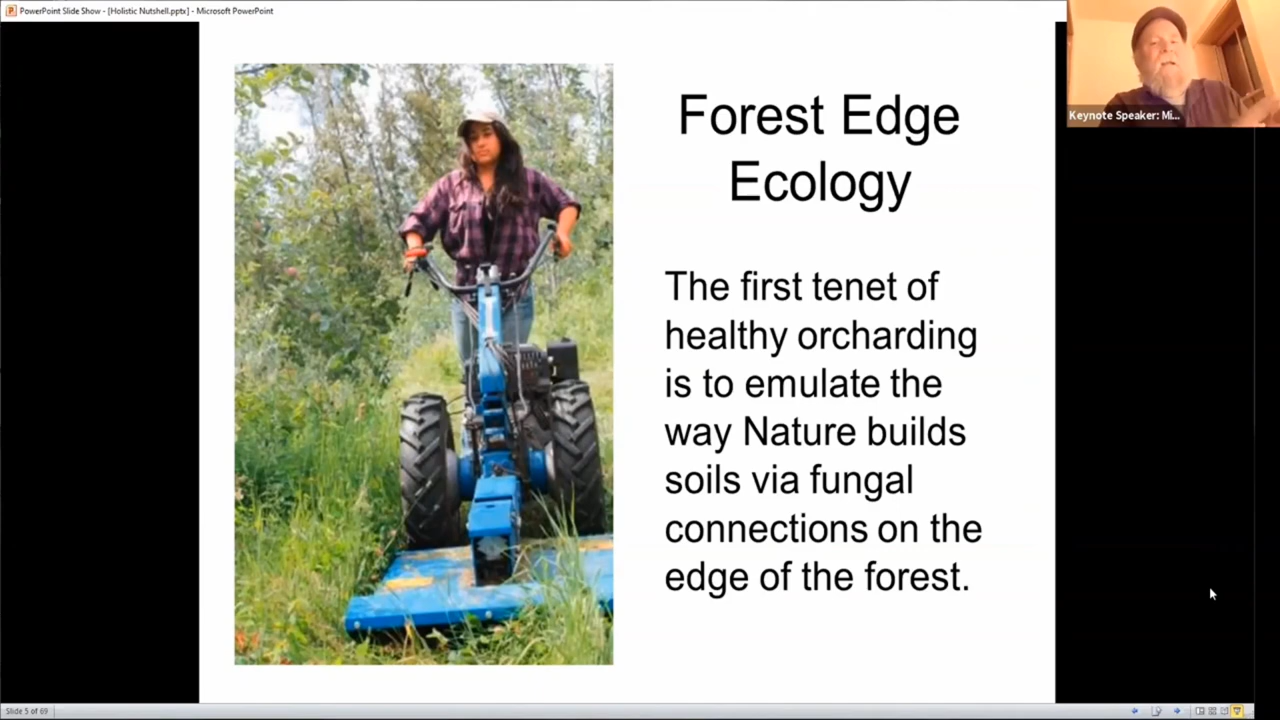 PowerPoint Slide Show - [Holistic Nutshell.pptx] - Microsoft PowerPoint
Keynote Speaker: Mi...
Forest Edge
Ecology
The first tenet of
healthy orcharding
is to emulate the
way Nature builds
soils via fungal
connections on the
edge of the forest.
Slide 5 of 69